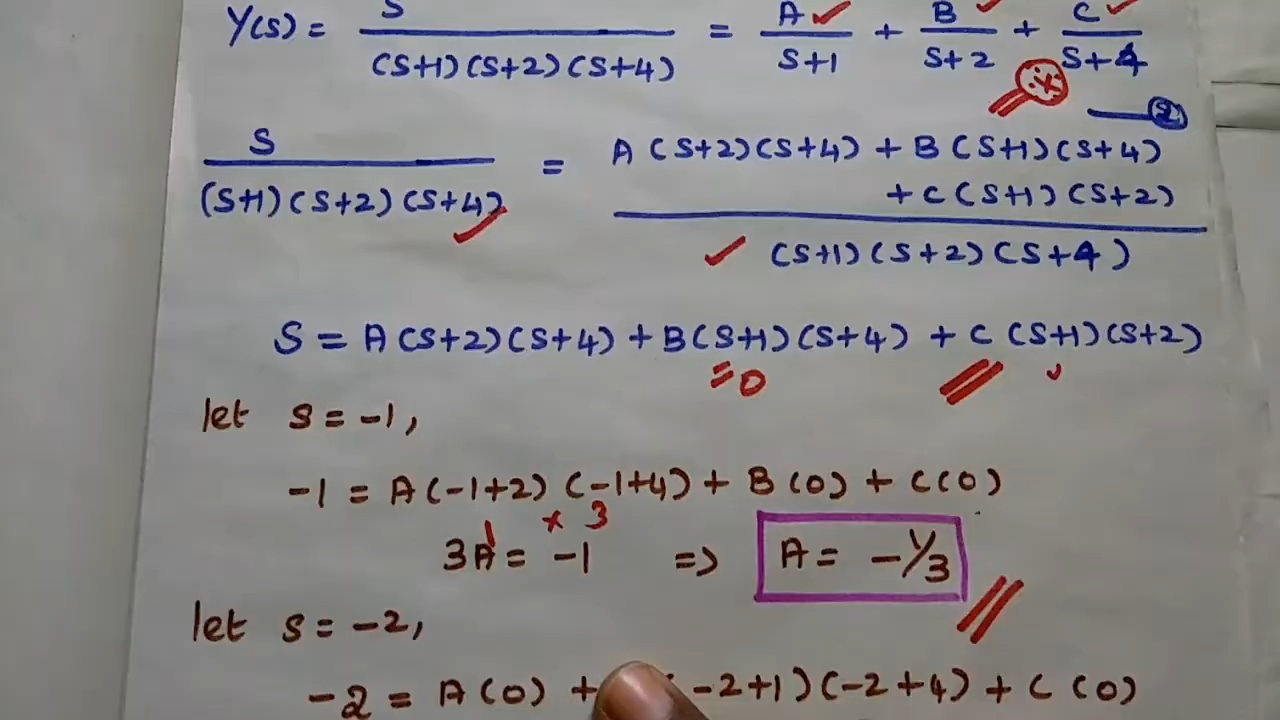 Y(s) = S / (S+1)(S+2)(S+4) = A / S+1 + B / S+2 + C / S+4
2
S / (S+1)(S+2)(S+4) = A(S+2)(S+4) + B(S+1)(S+4) + C(S+1)(S+2) / (S+1)(S+2)(S+4)
S = A(S+2)(S+4) + B(S+1)(S+4) + C(S+1)(S+2)
= 0
let s = -1,
-1 = A(-1+2)(-1+4) + B(0) + C(0)
1 × 3
3A = -1 => A = -1/3
let s = -2,
-2 = A(0) + (-2+1)(-2+4) + C(0)